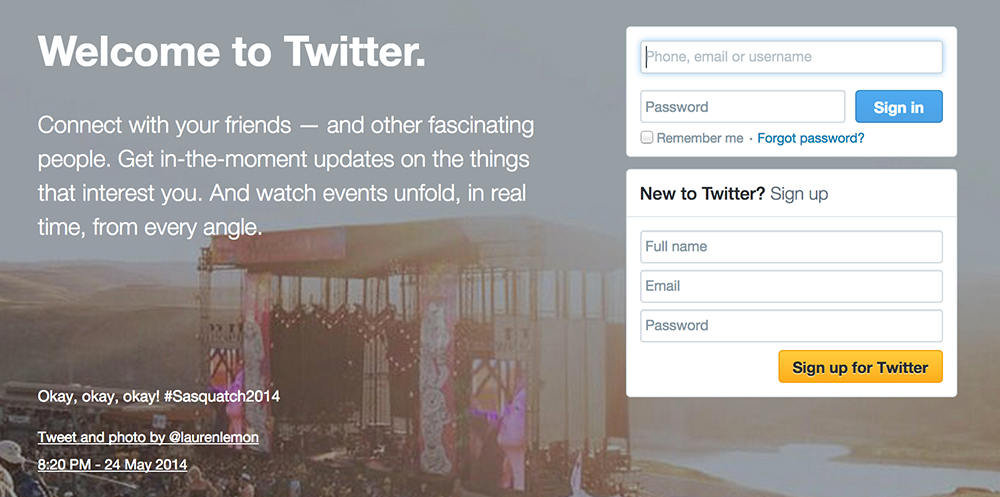 Welcome to Twitter.
Connect with your friends — and other fascinating
people. Get in-the-moment updates on the things
that interest you. And watch events unfold, in real
time, from every angle.
Okay, okay, okay! #Sasquatch2014
Tweet and photo by @laurenlemon
8:20 PM - 24 May 2014
Phone, email or username
Password
Sign in
Remember me · Forgot password?
New to Twitter? Sign up
Full name
Email
Password
Sign up for Twitter